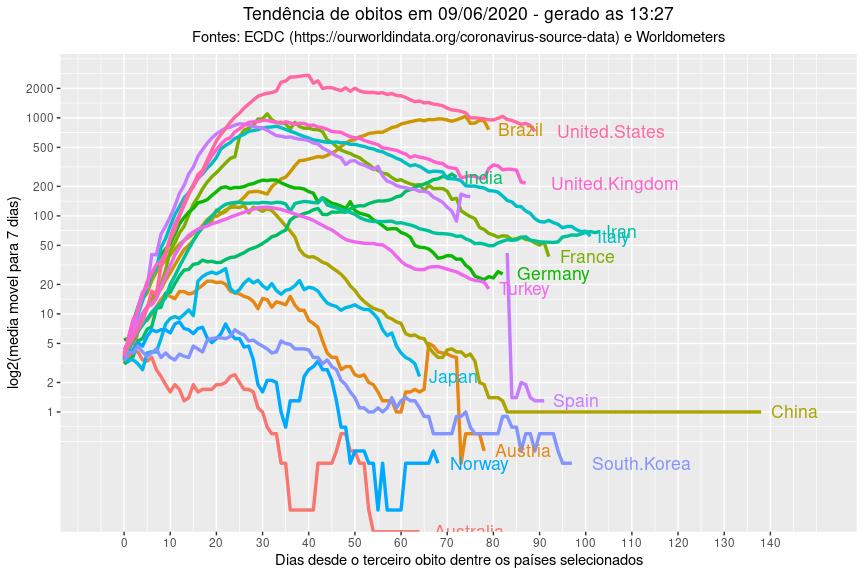 Tendência de obitos em 09/06/2020 - gerado as 13:27
Fontes: ECDC (https://ourworldindata.org/coronavirus-source-data) e Worldometers
log2(media movel para 7 dias)
2000
1000
500
200
100
50
20
10
5
2
1
Brazil
United.States
India
United.Kingdom
Iran
Italy
France
Germany
Turkey
Japan
Spain
China
Austria
Norway
South.Korea
Australia
0 10 20 30 40 50 60 70 80 90 100 110 120 130 140
Dias desde o terceiro obito dentre os países selecionados